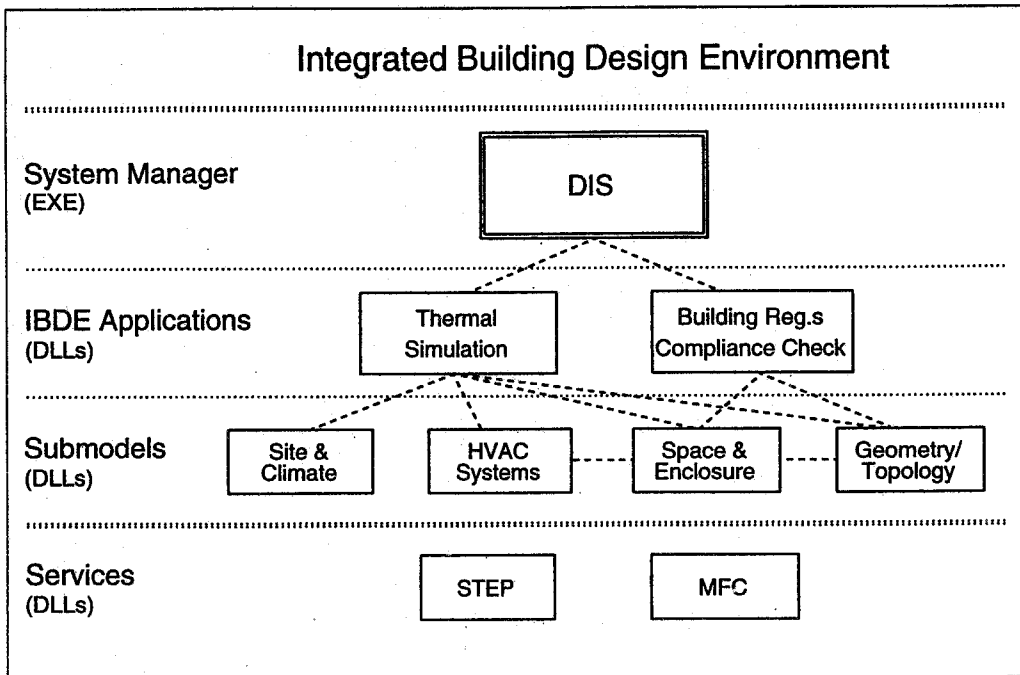 Integrated Building Design Environment
System Manager
(EXE)
DIS
IBDE Applications
(DLLs)
Thermal
Simulation
Building Reg.s
Compliance Check
Submodels
(DLLs)
Site &
Climate
HVAC
Systems
Space &
Enclosure
Geometry/
Topology
Services
(DLLs)
STEP
MFC